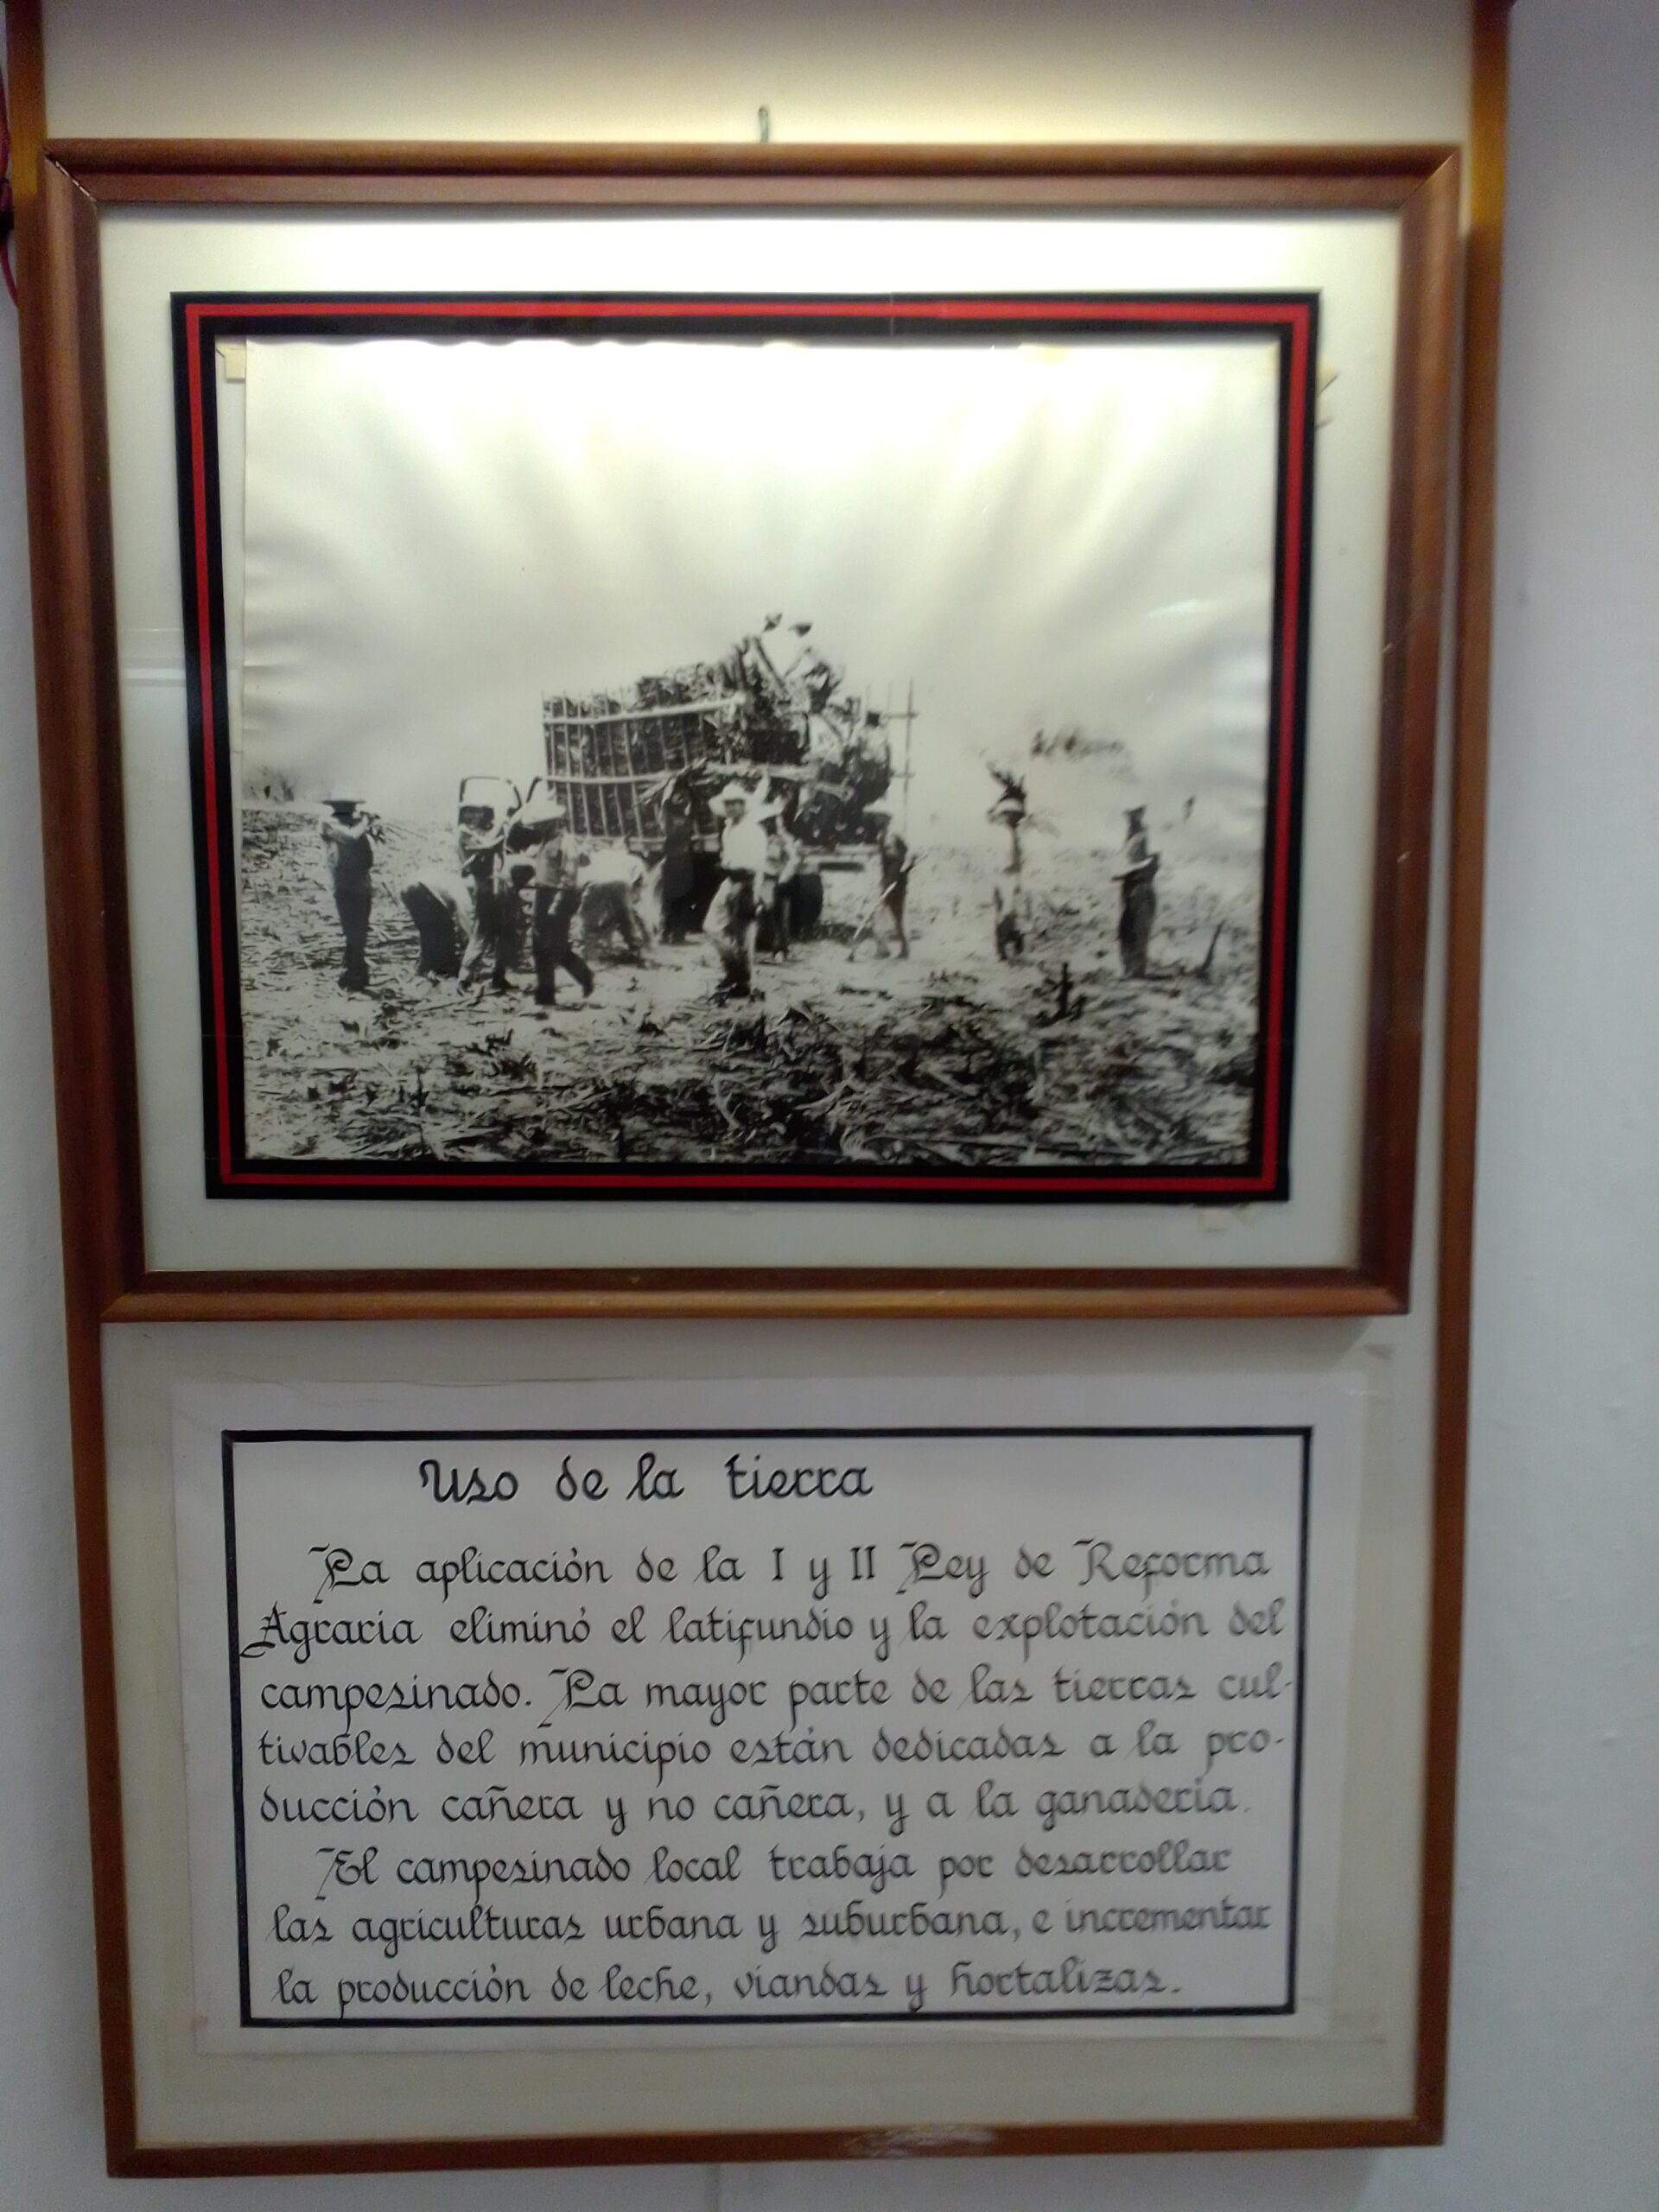 Uso de la tierra
La aplicación de la I y II Ley de Reforma
Agraria eliminó el latifundio y la explotación del
campesinado. La mayor parte de las tierras cul-
tivables del municipio están dedicadas a la pro-
ducción cañera y no cañera, y a la ganadería.
El campesinado local trabaja por desarrollar
las agriculturas urbana y suburbana, e incrementar
la producción de leche, viandas y hortalizas.